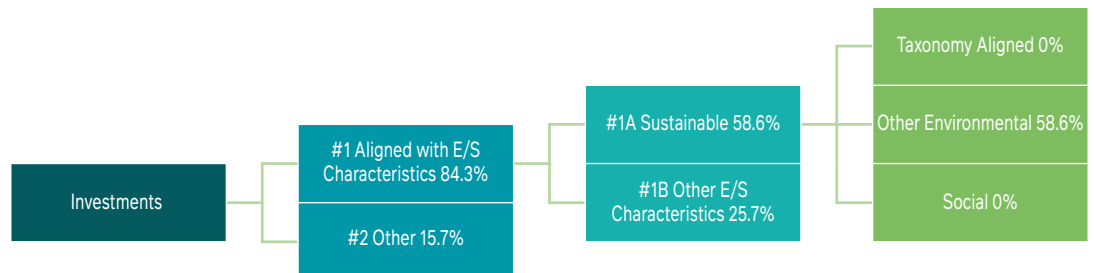 Investments
#1 Aligned with E/S
Characteristics 84.3%
#2 Other 15.7%
#1A Sustainable 58.6%
#1B Other E/S
Characteristics 25.7%
Taxonomy Aligned 0%
Other Environmental 58.6%
Social 0%